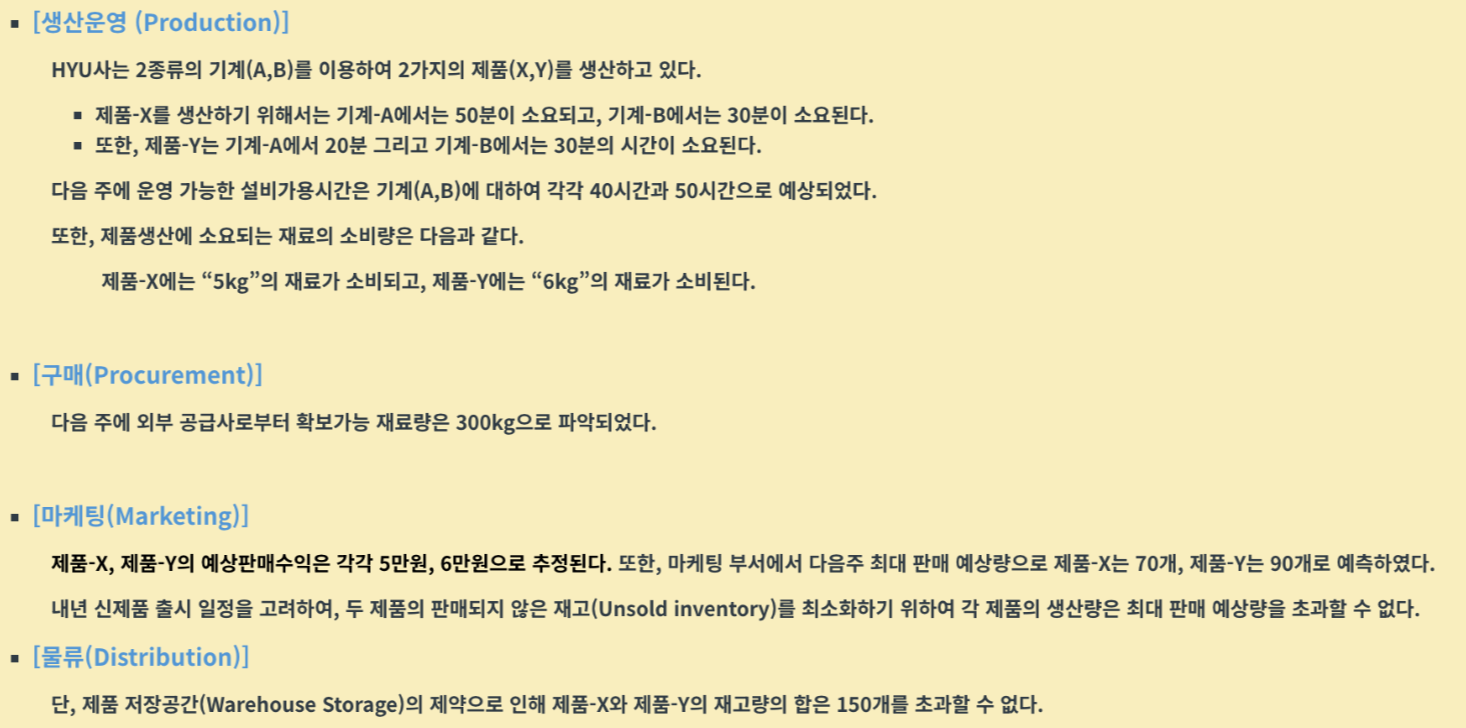 [생산운영 (Production)]
HYU사는 2종류의 기계(A,B)를 이용하여 2가지의 제품(X,Y)를 생산하고 있다.
제품-X를 생산하기 위해서는 기계-A에서는 50분이 소요되고, 기계-B에서는 30분이 소요된다.
또한, 제품-Y는 기계-A에서 20분 그리고 기계-B에서는 30분의 시간이 소요된다.
다음 주에 운영 가능한 설비가용시간은 기계(A,B)에 대하여 각각 40시간과 50시간으로 예상되었다.
또한, 제품생산에 소요되는 재료의 소비량은 다음과 같다.
제품-X에는 “5kg”의 재료가 소비되고, 제품-Y에는 “6kg”의 재료가 소비된다.
[구매(Procurement)]
다음 주에 외부 공급사로부터 확보가능 재료량은 300kg으로 파악되었다.
[마케팅(Marketing)]
제품-X, 제품-Y의 예상판매수익은 각각 5만원, 6만원으로 추정된다. 또한, 마케팅 부서에서 다음주 최대 판매 예상량으로 제품-X는 70개, 제품-Y는 90개로 예측하였다.
내년 신제품 출시 일정을 고려하여, 두 제품의 판매되지 않은 재고(Unsold inventory)를 최소화하기 위하여 각 제품의 생산량은 최대 판매 예상량을 초과할 수 없다.
[물류(Distribution)]
단, 제품 저장공간(Warehouse Storage)의 제약으로 인해 제품-X와 제품-Y의 재고량의 합은 150개를 초과할 수 없다.